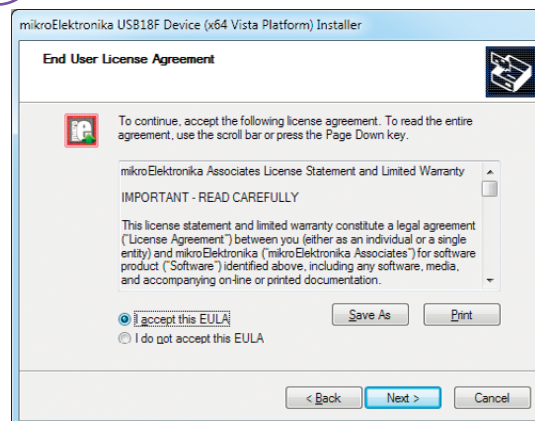 mikroElektronika USB18F Device (x64 Vista Platform) Installer
End User License Agreement
To continue, accept the following license agreement. To read the entire
agreement, use the scroll bar or press the Page Down key.
mikroElektronika Associates License Statement and Limited Warranty
IMPORTANT - READ CAREFULLY
This license statement and limited warranty constitute a legal agreement
("License Agreement") between you (either as an individual or a single
entity) and mikroElektronika ("mikroElektronika Associates") for software
product ("Software") identified above, including any software, media,
and accompanying on-line or printed documentation.
I accept this EULA
Save As Print
I do not accept this EULA
< Back Next > Cancel